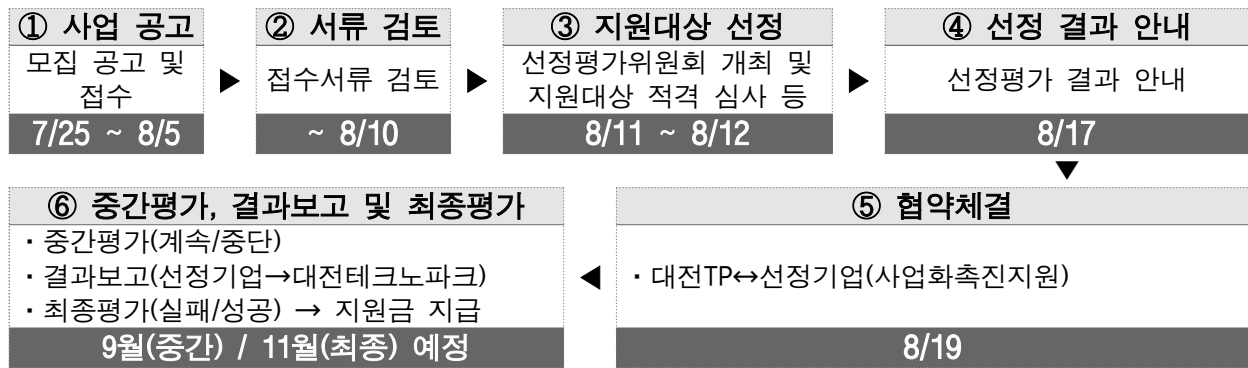 ① 사업 공고
모집 공고 및
접수
7/25 ~ 8/5
▶
② 서류 검토
접수서류 검토
~ 8/10
▶
③ 지원대상 선정
선정평가위원회 개최 및
지원대상 적격 심사 등
8/11 ~ 8/12
▶
④ 선정 결과 안내
선정평가 결과 안내
8/17
▼
⑤ 협약체결
· 대전TP↔선정기업(사업화촉진지원)
8/19
◀
⑥ 중간평가, 결과보고 및 최종평가
· 중간평가(계속/중단)
· 결과보고(선정기업→대전테크노파크)
· 최종평가(실패/성공) → 지원금 지급
9월(중간) / 11월(최종) 예정